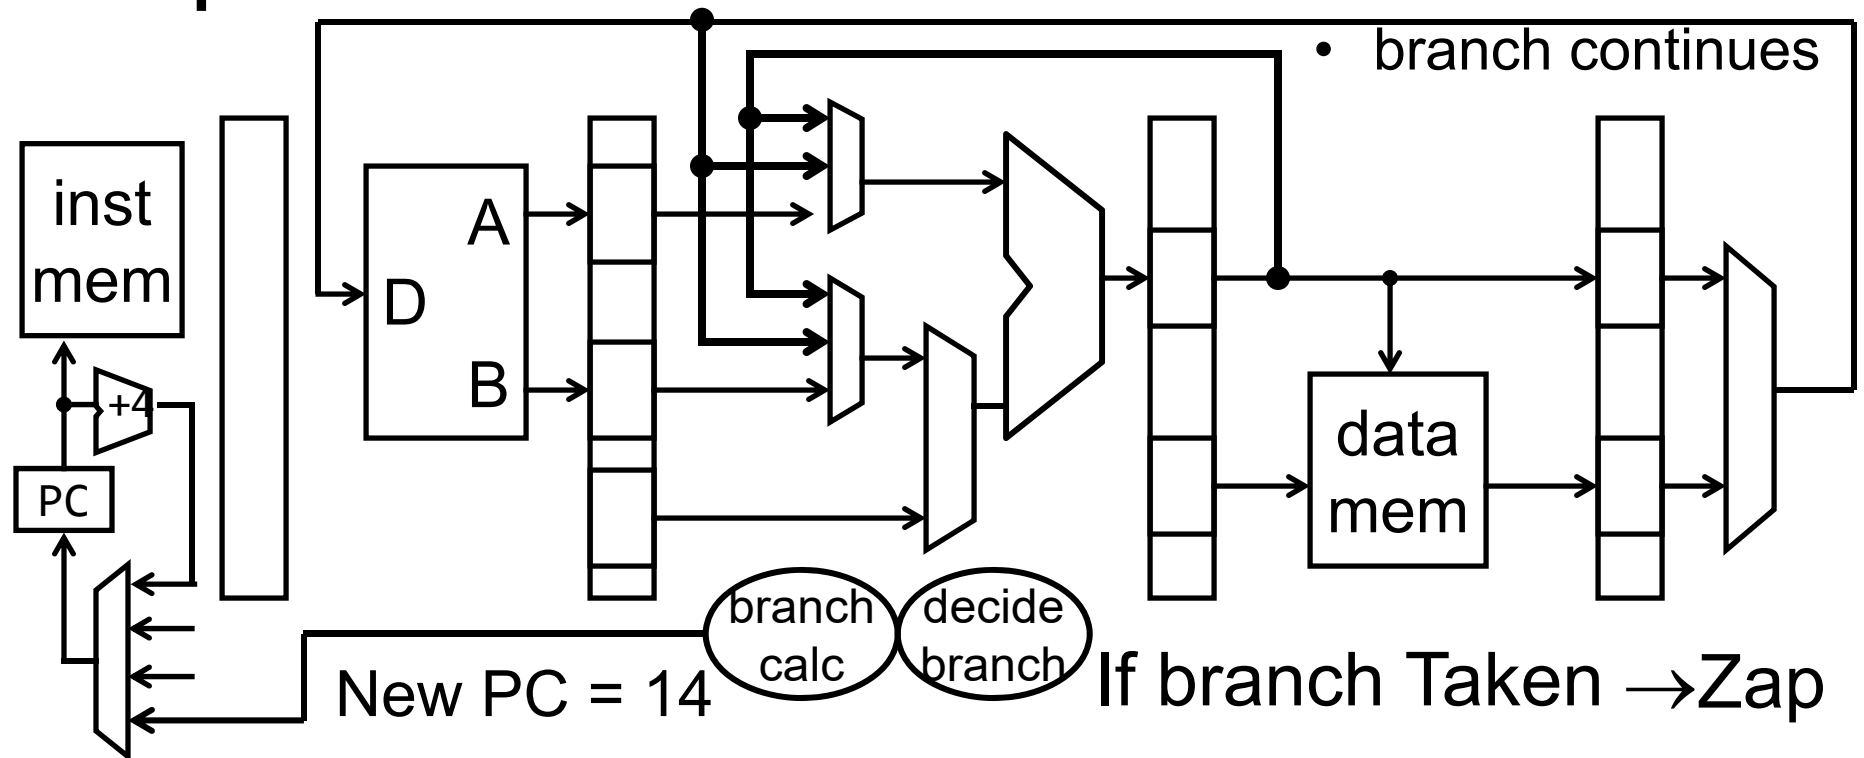 • branch continues
inst
mem
A
D
B
+4
PC
data
mem
branch
calc
decide
branch
New PC = 14
If branch Taken →Zap